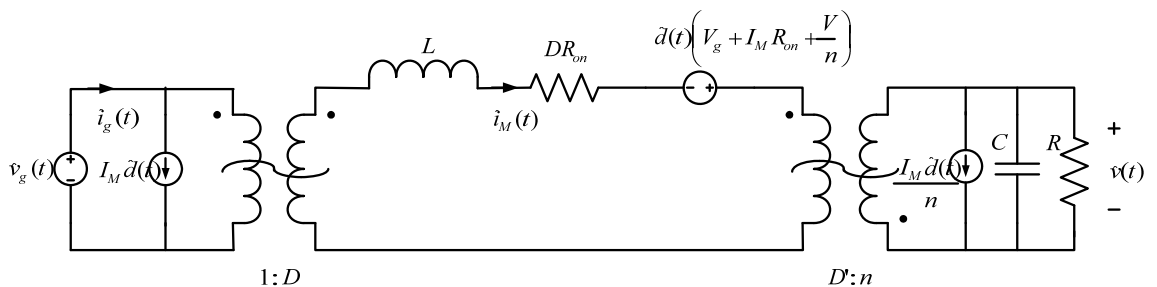 L
DR_on
d̂(t)(V_g + I_M R_on + V/n)
î_g(t)
î_M(t)
v̂_g(t)
+
−
I_M d̂(t)
− +
I_M d̂(t)/n
C
R
+
v̂(t)
−
1:D
D':n